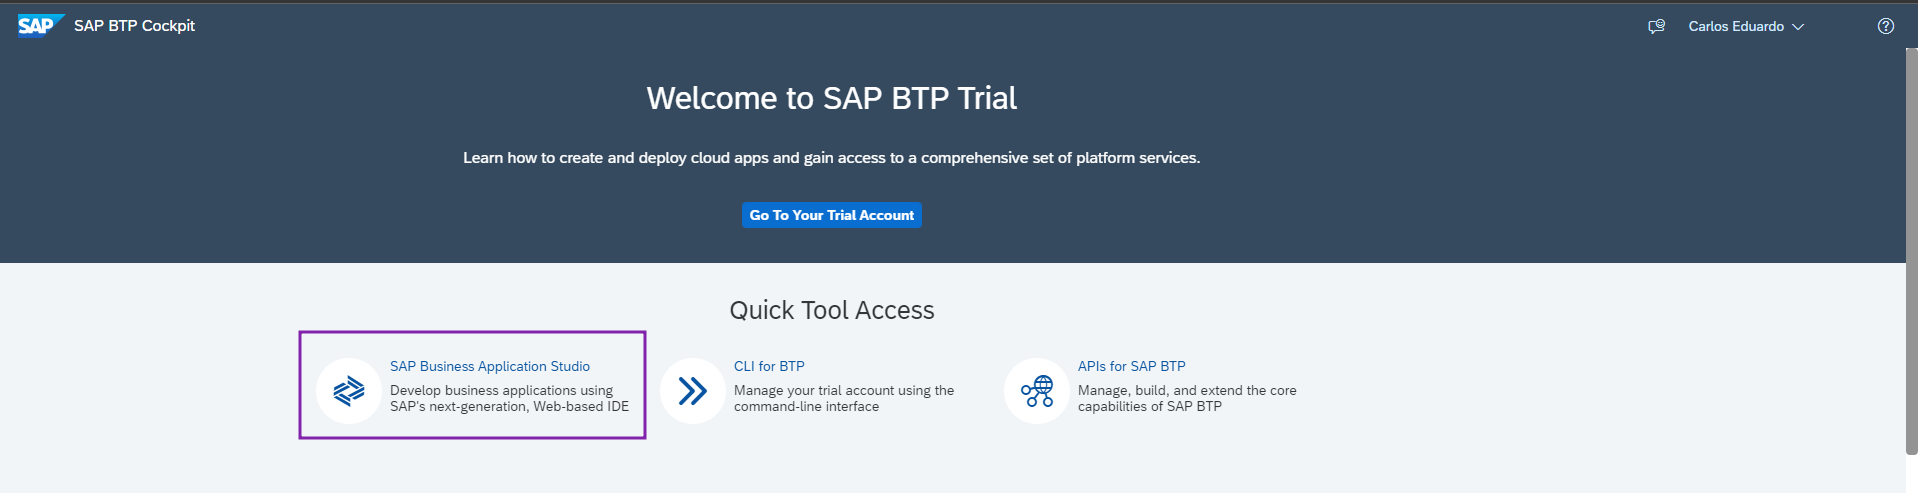 SAP SAP BTP Cockpit
Carlos Eduardo
Welcome to SAP BTP Trial
Learn how to create and deploy cloud apps and gain access to a comprehensive set of platform services.
Go To Your Trial Account
Quick Tool Access
SAP Business Application Studio
Develop business applications using
SAP's next-generation, Web-based IDE
CLI for BTP
Manage your trial account using the
command-line interface
APIs for SAP BTP
Manage, build, and extend the core
capabilities of SAP BTP